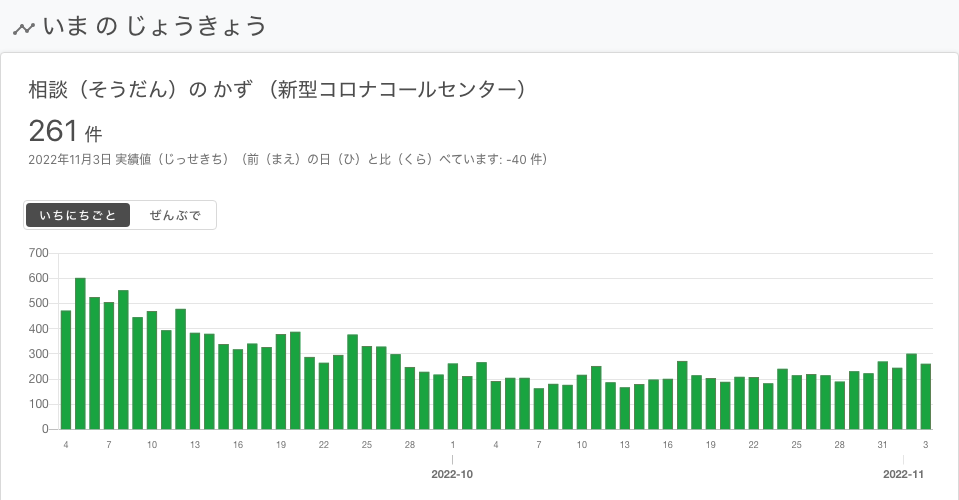 いま の じょうきょう
相談（そうだん）の かず （新型コロナコールセンター）
261 件
2022年11月3日 実績値（じっせきち）（前（まえ）の日（ひ）と比（くら）べています: -40 件）
いちにちごと ぜんぶで
700
600
500
400
300
200
100
0
4 7 10 13 16 19 22 25 28 1 4 7 10 13 16 19 22 25 28 31 3
2022-10 2022-11